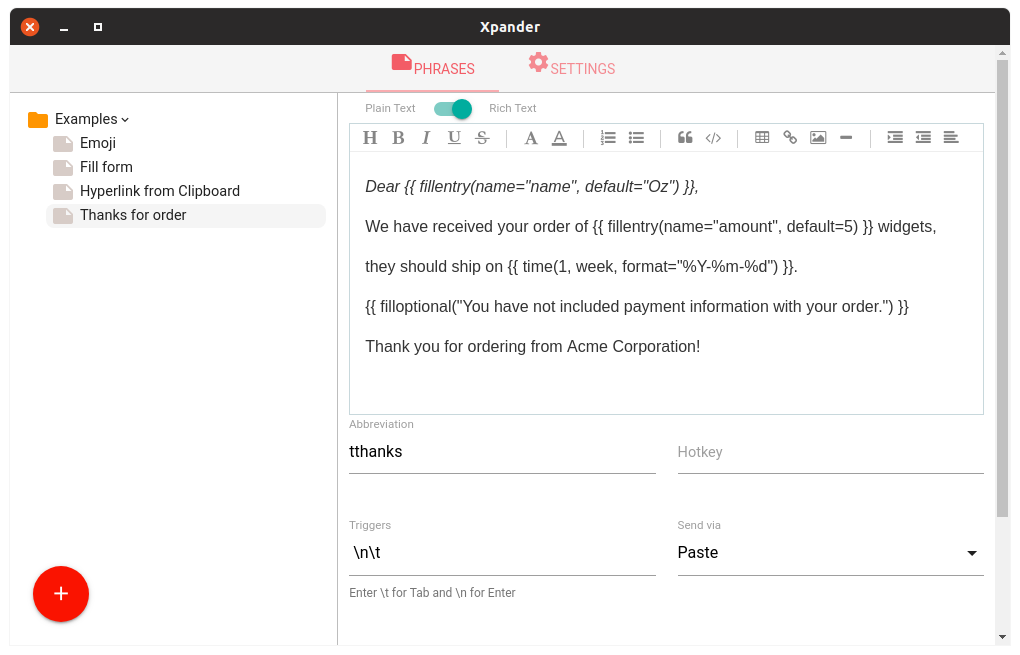 Xpander
PHRASES
SETTINGS
Examples
Emoji
Fill form
Hyperlink from Clipboard
Thanks for order
Plain Text
Rich Text
H B I U S A A
Dear {{ fillentry(name="name", default="Oz") }},
We have received your order of {{ fillentry(name="amount", default=5) }} widgets,
they should ship on {{ time(1, week, format="%Y-%m-%d") }}.
{{ filloptional("You have not included payment information with your order.") }}
Thank you for ordering from Acme Corporation!
Abbreviation
tthanks
Hotkey
Triggers
\n\t
Send via
Paste
Enter \t for Tab and \n for Enter